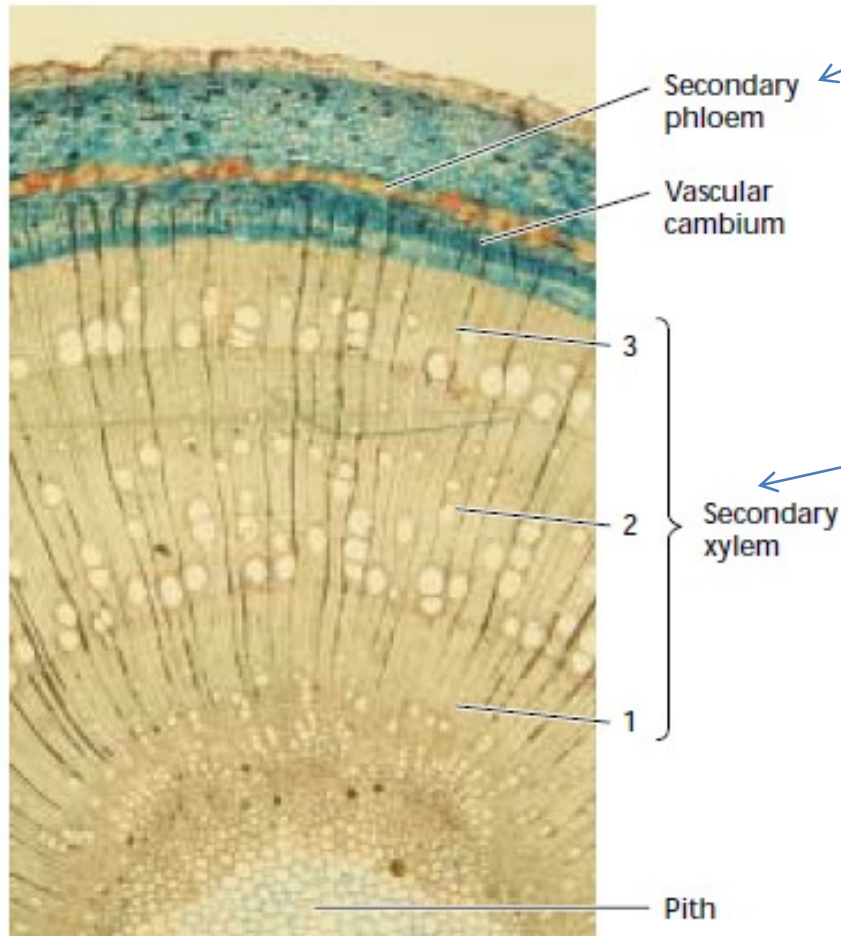 Secondary
phloem
Vascular
cambium
3
2
Secondary
xylem
1
Pith